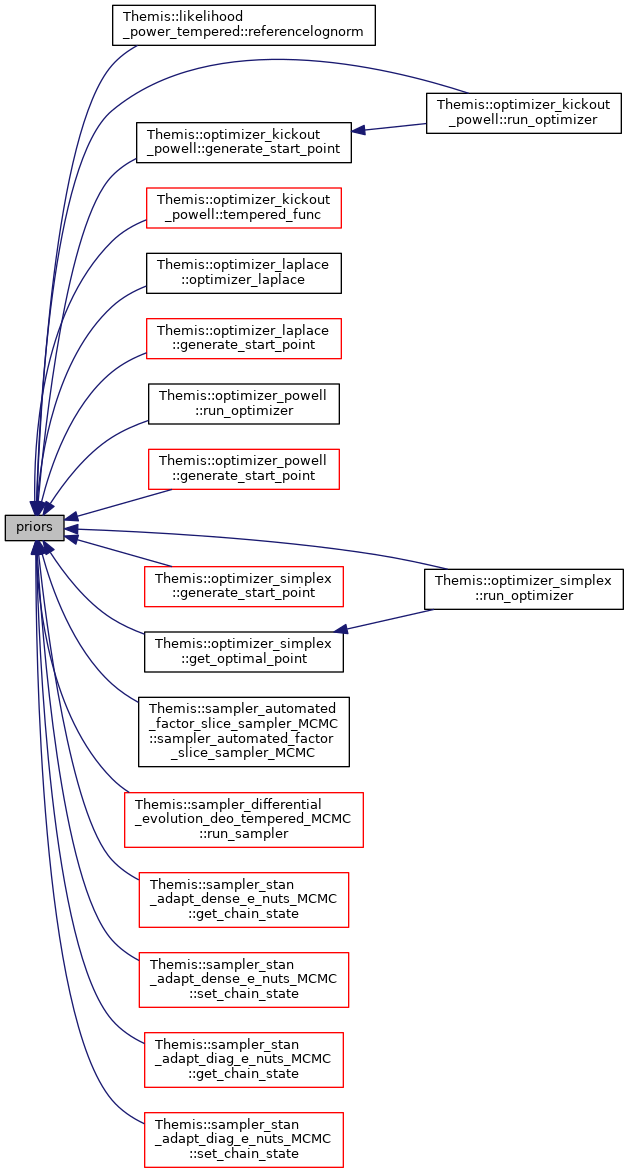 Themis::likelihood
_power_tempered::referencelognorm
Themis::optimizer_kickout
_powell::run_optimizer
Themis::optimizer_kickout
_powell::generate_start_point
Themis::optimizer_kickout
_powell::tempered_func
Themis::optimizer_laplace
::optimizer_laplace
Themis::optimizer_laplace
::generate_start_point
Themis::optimizer_powell
::run_optimizer
Themis::optimizer_powell
::generate_start_point
priors
Themis::optimizer_simplex
::generate_start_point
Themis::optimizer_simplex
::run_optimizer
Themis::optimizer_simplex
::get_optimal_point
Themis::sampler_automated
_factor_slice_sampler_MCMC
::sampler_automated_factor
_slice_sampler_MCMC
Themis::sampler_differential
_evolution_deo_tempered_MCMC
::run_sampler
Themis::sampler_stan
_adapt_dense_e_nuts_MCMC
::get_chain_state
Themis::sampler_stan
_adapt_dense_e_nuts_MCMC
::set_chain_state
Themis::sampler_stan
_adapt_diag_e_nuts_MCMC
::get_chain_state
Themis::sampler_stan
_adapt_diag_e_nuts_MCMC
::set_chain_state